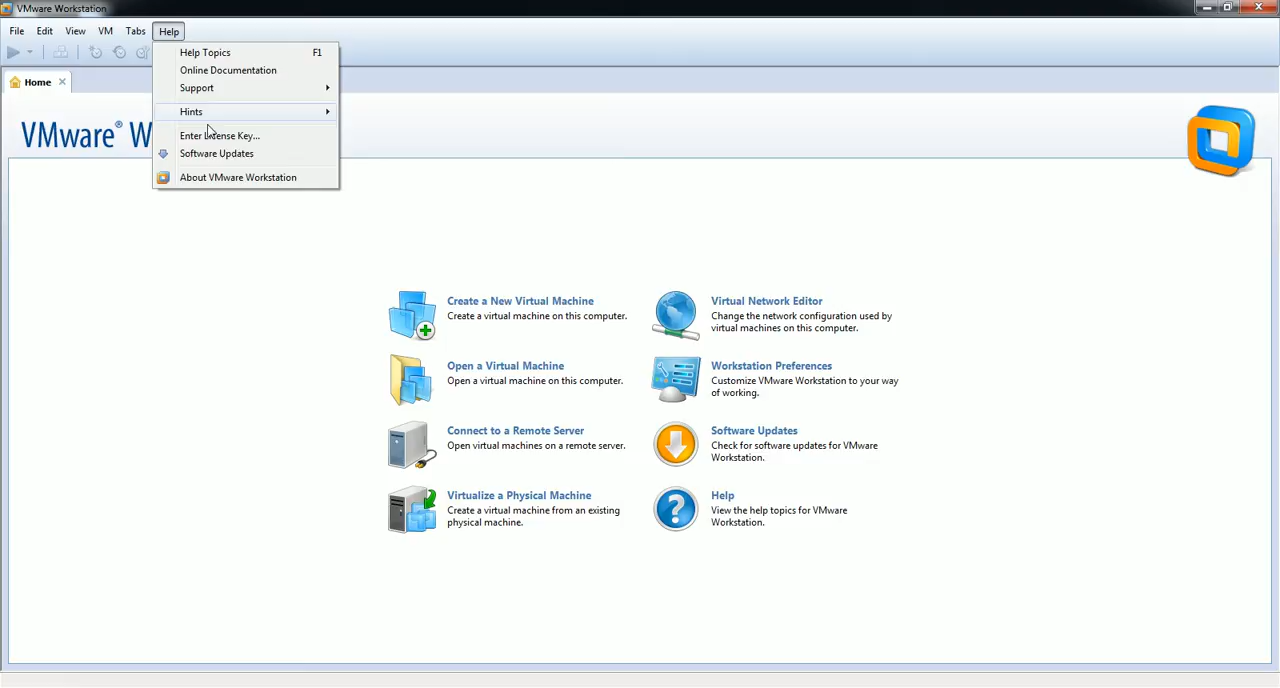 VMware Workstation
File Edit View VM Tabs Help
Help Topics F1
Online Documentation
Support
Hints
Enter License Key...
Software Updates
About VMware Workstation
Home
VMware® W
Create a New Virtual Machine
Create a virtual machine on this computer.
Open a Virtual Machine
Open a virtual machine on this computer.
Connect to a Remote Server
Open virtual machines on a remote server.
Virtualize a Physical Machine
Create a virtual machine from an existing
physical machine.
Virtual Network Editor
Change the network configuration used by
virtual machines on this computer.
Workstation Preferences
Customize VMware Workstation to your way
of working.
Software Updates
Check for software updates for VMware
Workstation.
Help
View the help topics for VMware
Workstation.